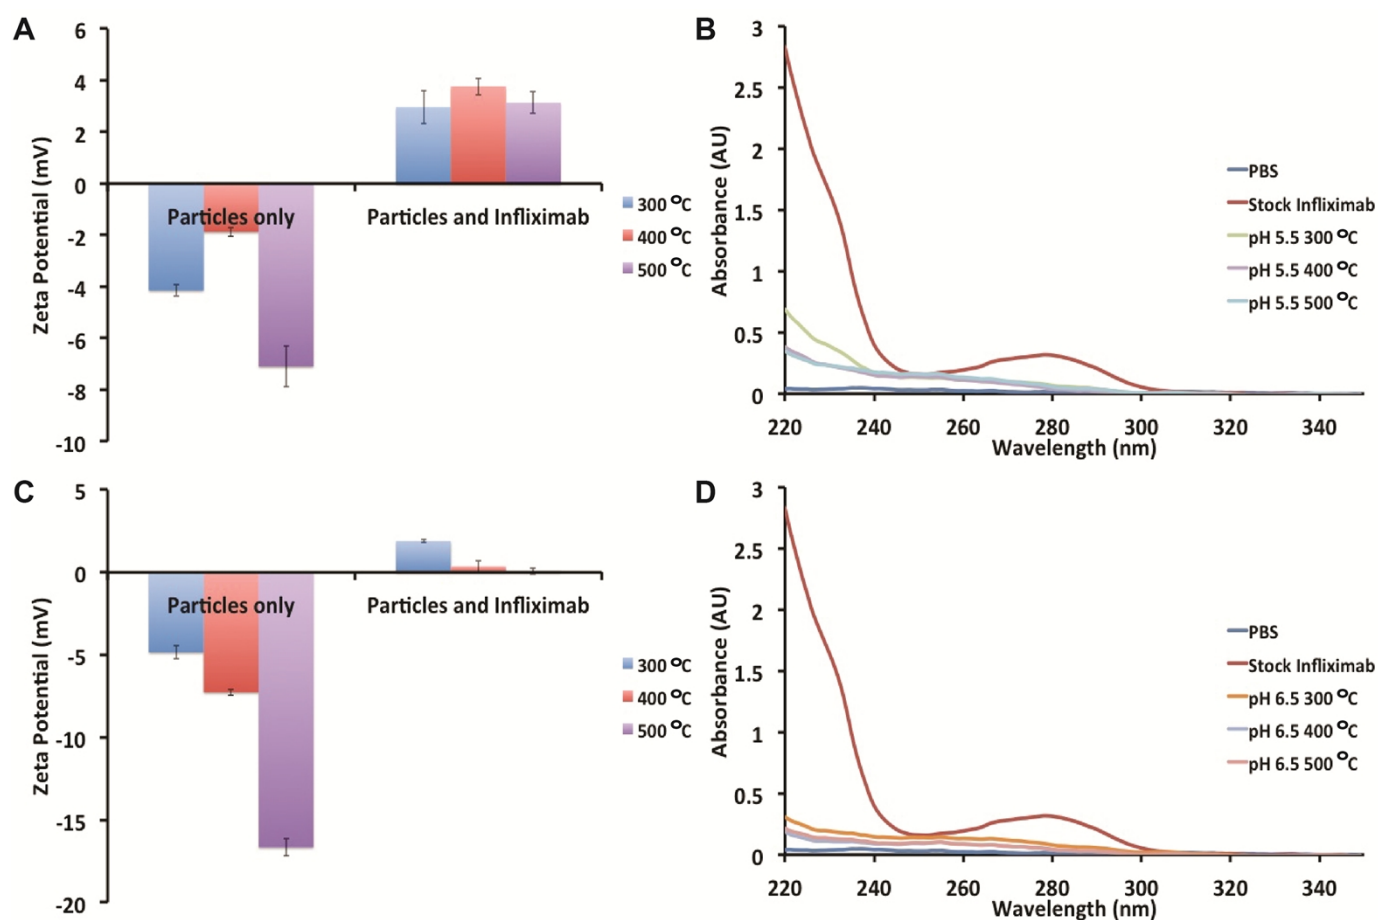 A
6
4
2
0
-2
-4
-6
-8
-10
Zeta Potential (mV)
Particles only
Particles and Infliximab
300 °C
400 °C
500 °C
B
3
2.5
2
1.5
1
0.5
0
Absorbance (AU)
220 240 260 280 300 320 340
Wavelength (nm)
PBS
Stock Infliximab
pH 5.5 300 °C
pH 5.5 400 °C
pH 5.5 500 °C
C
5
0
-5
-10
-15
-20
Zeta Potential (mV)
Particles only
Particles and Infliximab
300 °C
400 °C
500 °C
D
3
2.5
2
1.5
1
0.5
0
Absorbance (AU)
220 240 260 280 300 320 340
Wavelength (nm)
PBS
Stock Infliximab
pH 6.5 300 °C
pH 6.5 400 °C
pH 6.5 500 °C